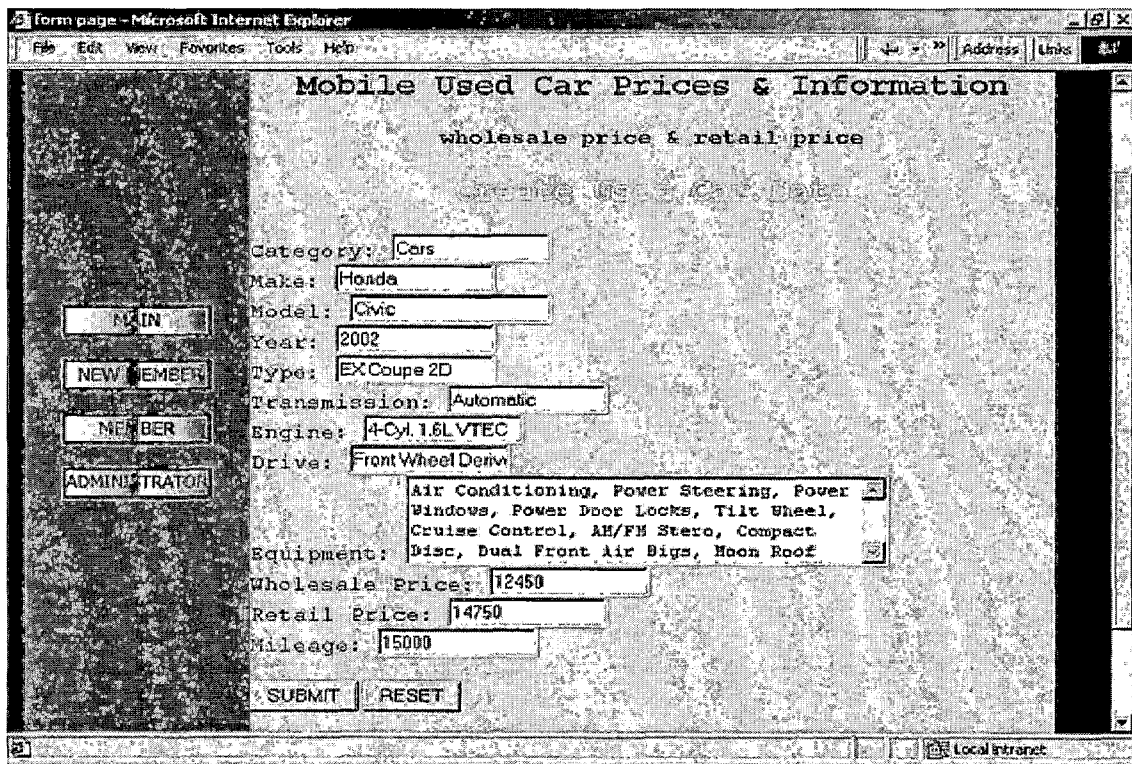 form page - Microsoft Internet Explorer
File Edit View Favorites Tools Help » Address Links
Mobile Used Car Prices & Information
wholesale price & retail price
Used Car
Category: Cars
Make: Honda
Model: Civic
Year: 2002
Type: EX Coupe 2D
Transmission: Automatic
Engine: 4-Cyl. 1.6L VTEC
Drive: Front Wheel Deriv
Air Conditioning, Power Steering, Power
Windows, Power Door Locks, Tilt Wheel,
Cruise Control, AM/FM Stero, Compact
Equipment: Disc, Dual Front Air Bigs, Moon Roof
Wholesale Price: 12450
Retail Price: 14750
Mileage: 15000
MAIN
NEW MEMBER
MEMBER
ADMINISTRATOR
SUBMIT RESET
Local intranet